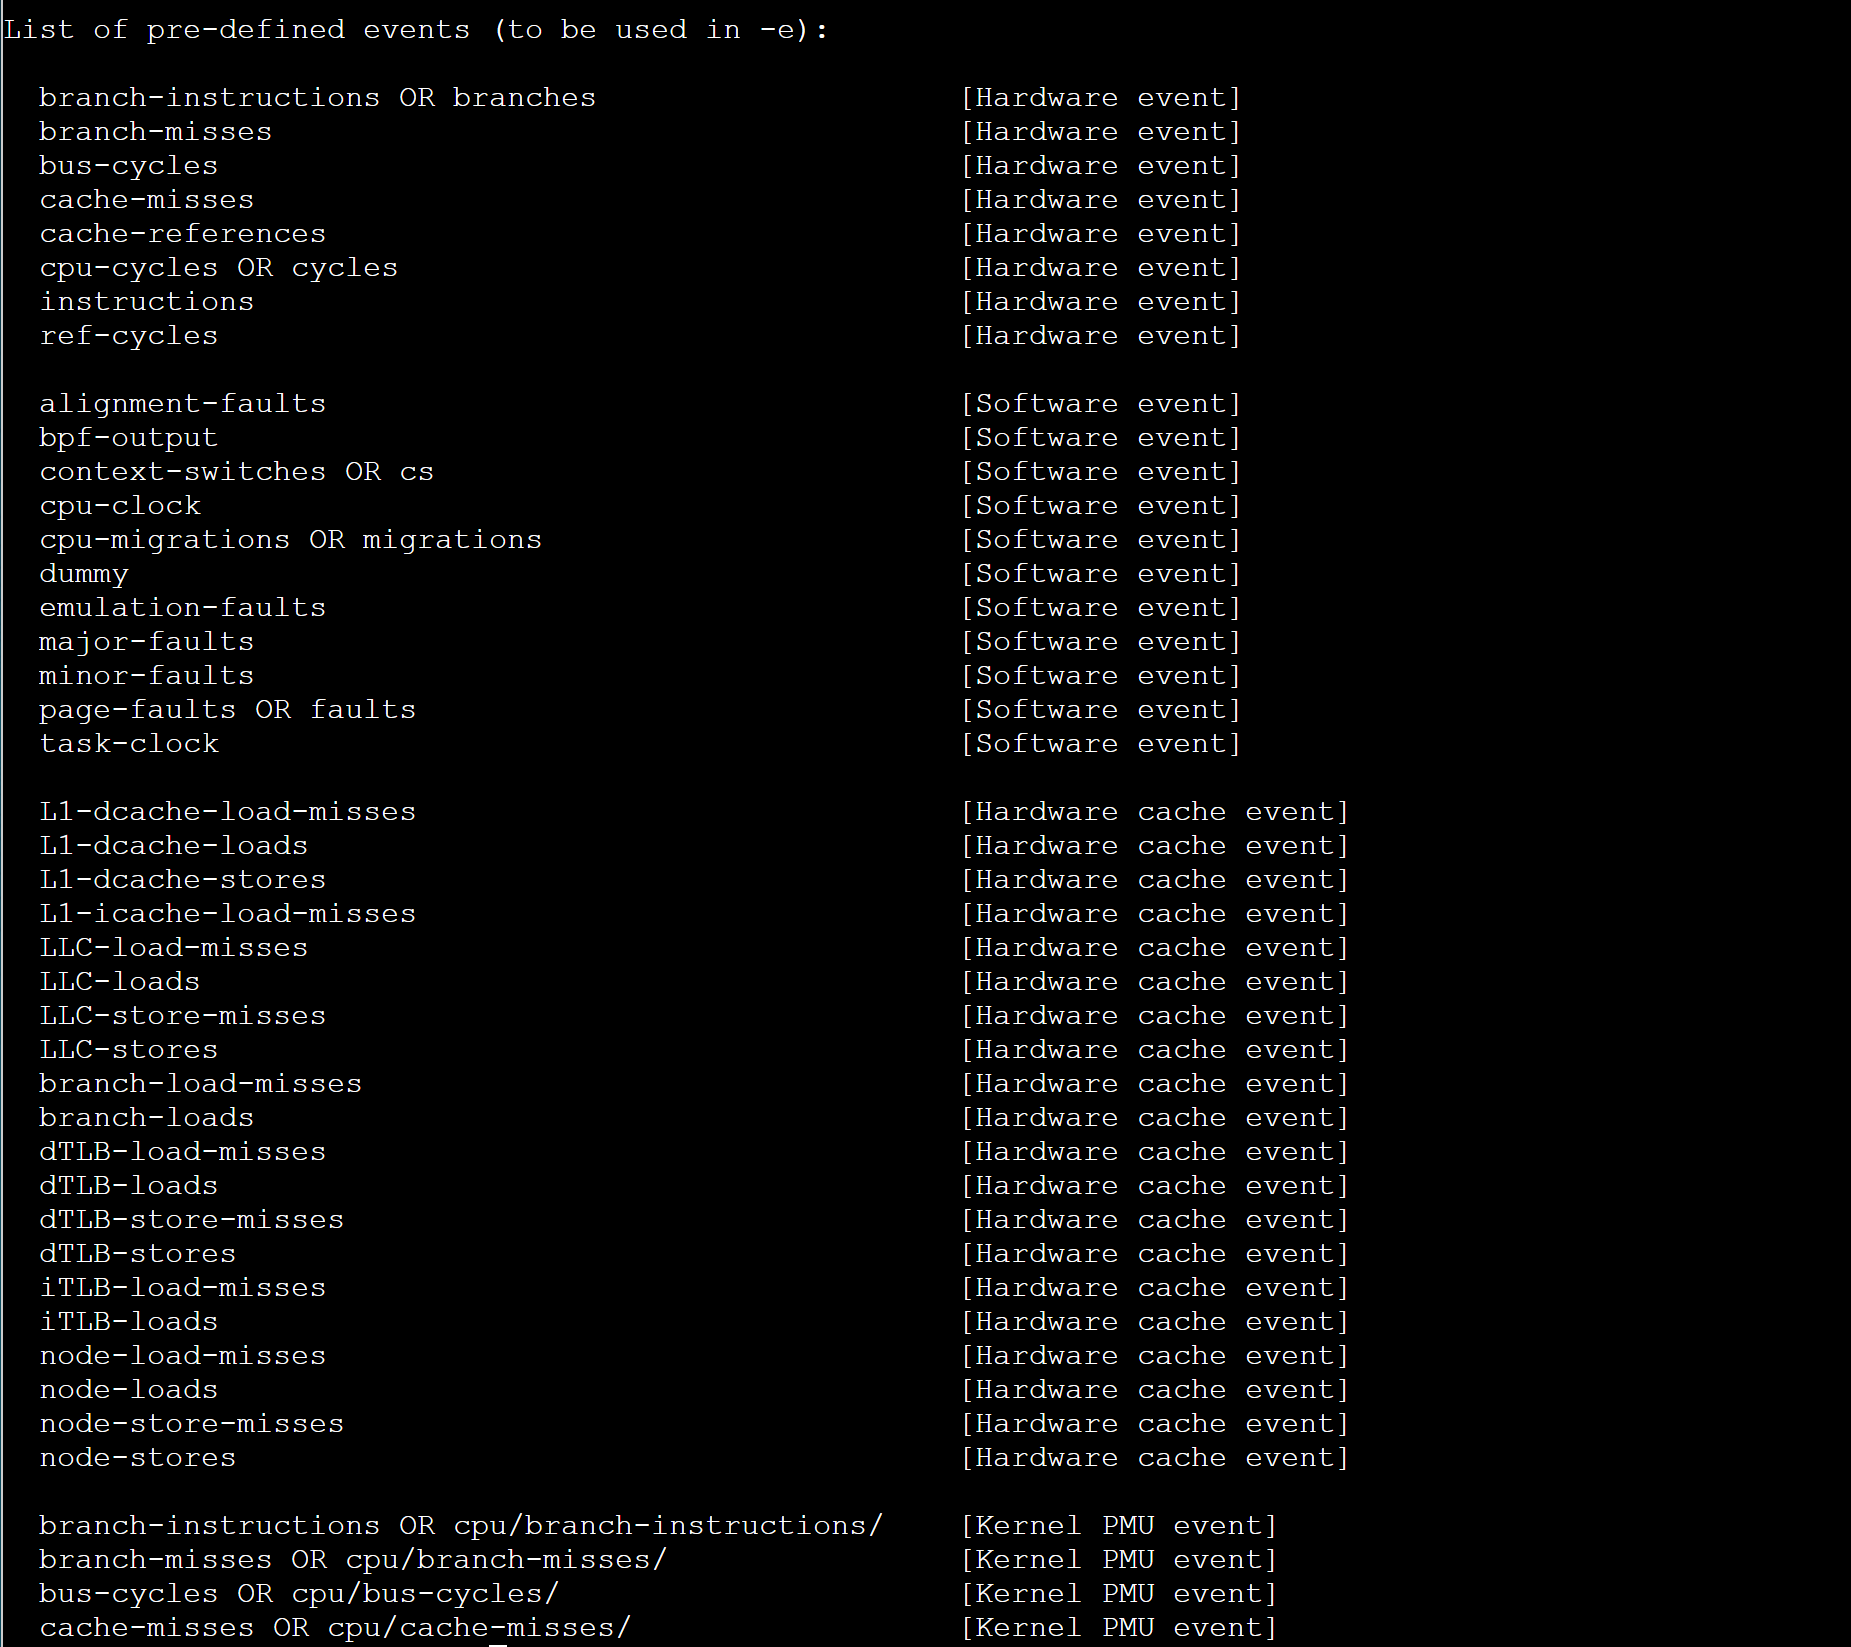 List of pre-defined events (to be used in -e):
branch-instructions OR branches [Hardware event]
branch-misses [Hardware event]
bus-cycles [Hardware event]
cache-misses [Hardware event]
cache-references [Hardware event]
cpu-cycles OR cycles [Hardware event]
instructions [Hardware event]
ref-cycles [Hardware event]
alignment-faults [Software event]
bpf-output [Software event]
context-switches OR cs [Software event]
cpu-clock [Software event]
cpu-migrations OR migrations [Software event]
dummy [Software event]
emulation-faults [Software event]
major-faults [Software event]
minor-faults [Software event]
page-faults OR faults [Software event]
task-clock [Software event]
L1-dcache-load-misses [Hardware cache event]
L1-dcache-loads [Hardware cache event]
L1-dcache-stores [Hardware cache event]
L1-icache-load-misses [Hardware cache event]
LLC-load-misses [Hardware cache event]
LLC-loads [Hardware cache event]
LLC-store-misses [Hardware cache event]
LLC-stores [Hardware cache event]
branch-load-misses [Hardware cache event]
branch-loads [Hardware cache event]
dTLB-load-misses [Hardware cache event]
dTLB-loads [Hardware cache event]
dTLB-store-misses [Hardware cache event]
dTLB-stores [Hardware cache event]
iTLB-load-misses [Hardware cache event]
iTLB-loads [Hardware cache event]
node-load-misses [Hardware cache event]
node-loads [Hardware cache event]
node-store-misses [Hardware cache event]
node-stores [Hardware cache event]
branch-instructions OR cpu/branch-instructions/ [Kernel PMU event]
branch-misses OR cpu/branch-misses/ [Kernel PMU event]
bus-cycles OR cpu/bus-cycles/ [Kernel PMU event]
cache-misses OR cpu/cache-misses/ [Kernel PMU event]